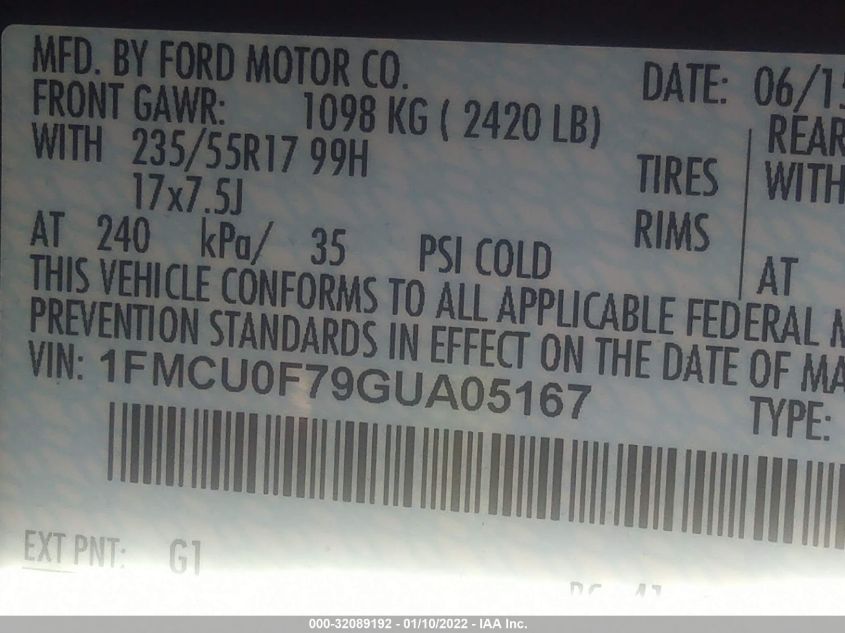 MFD. BY FORD MOTOR CO.
DATE: 06/15
FRONT GAWR: 1098 KG ( 2420 LB)
REAR
WITH 235/55R17 99H TIRES
WITH
17x7.5J RIMS
AT 240 kPa/ 35 PSI COLD
AT
THIS VEHICLE CONFORMS TO ALL APPLICABLE FEDERAL M
PREVENTION STANDARDS IN EFFECT ON THE DATE OF MA
VIN: 1FMCU0F79GUA05167
TYPE:
EXT PNT: G1
000-32089192 - 01/10/2022 - IAA Inc.